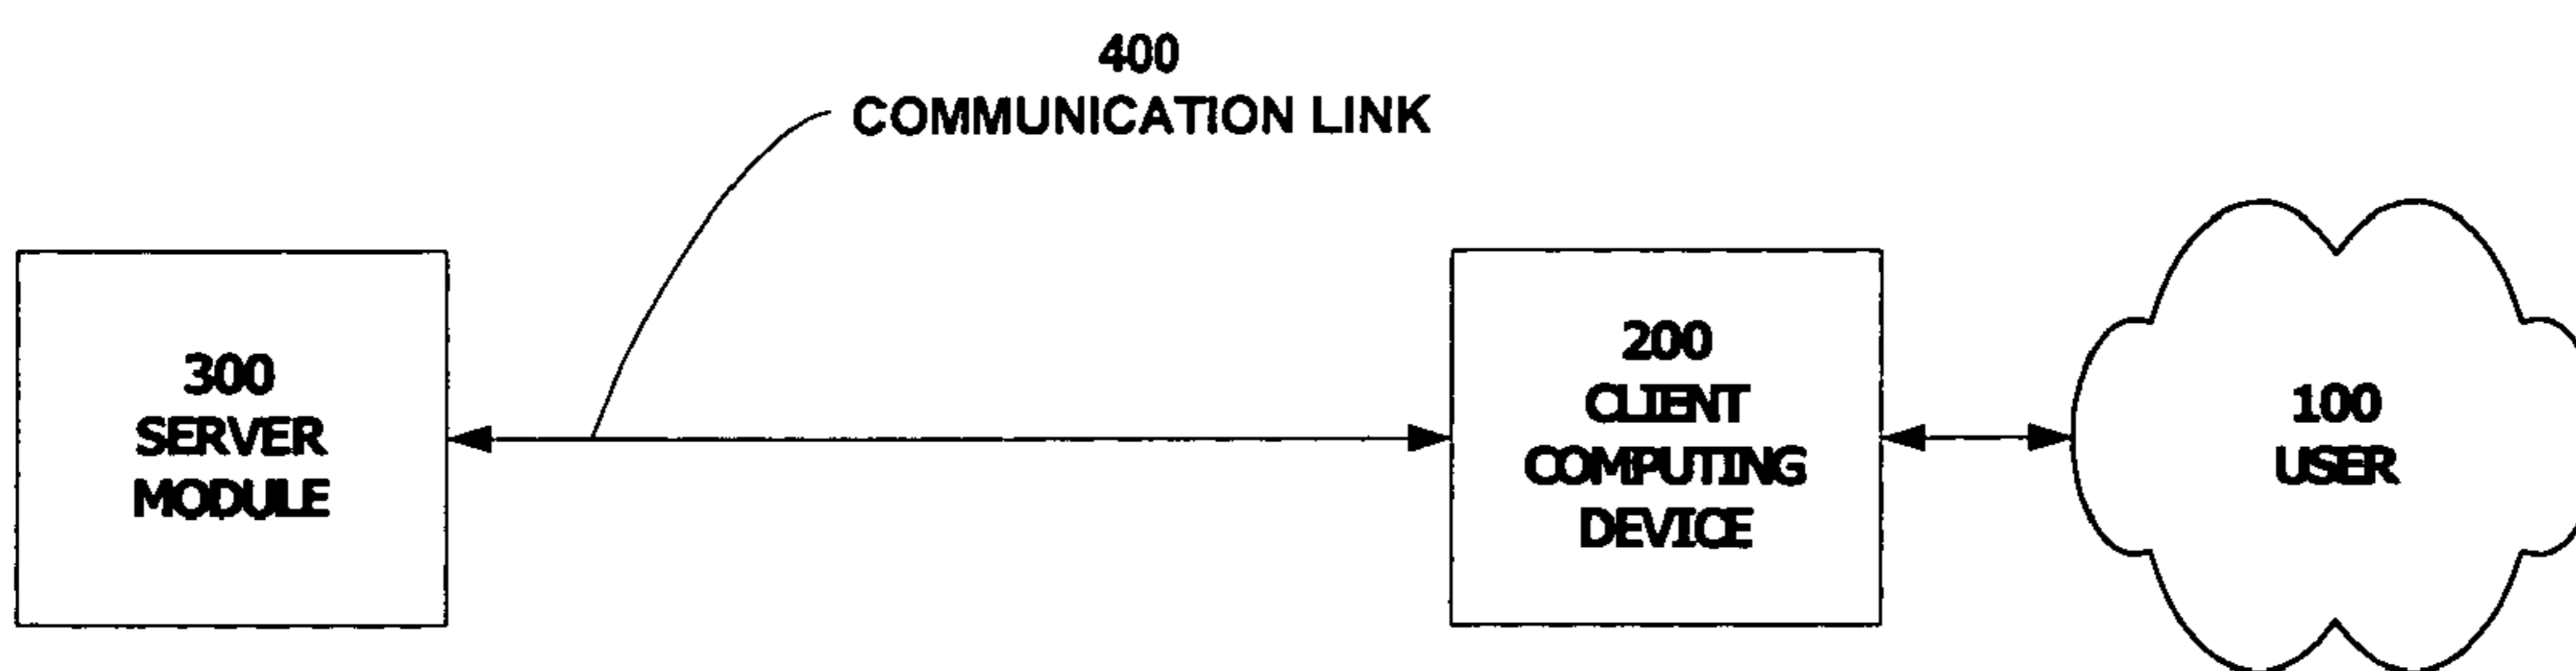 400
COMMUNICATION LINK
300
SERVER
MODULE
200
CLIENT
COMPUTING
DEVICE
100
USER